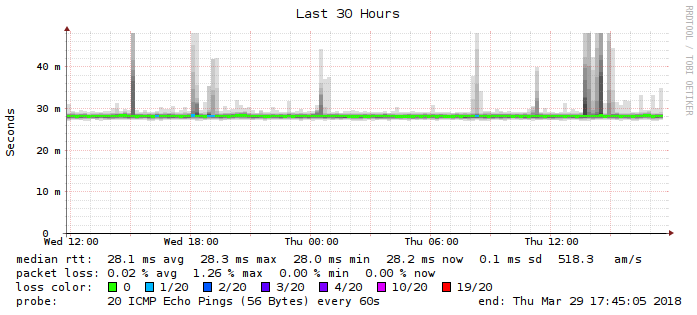 Last 30 Hours
RRDTOOL / TOBI OETIKER
Seconds
40 m
30 m
20 m
10 m
0
Wed 12:00 Wed 18:00 Thu 00:00 Thu 06:00 Thu 12:00
median rtt: 28.1 ms avg 28.3 ms max 28.0 ms min 28.2 ms now 0.1 ms sd 518.3 am/s
packet loss: 0.02 % avg 1.26 % max 0.00 % min 0.00 % now
loss color: 0 1/20 2/20 3/20 4/20 10/20 19/20
probe: 20 ICMP Echo Pings (56 Bytes) every 60s end: Thu Mar 29 17:45:05 2018